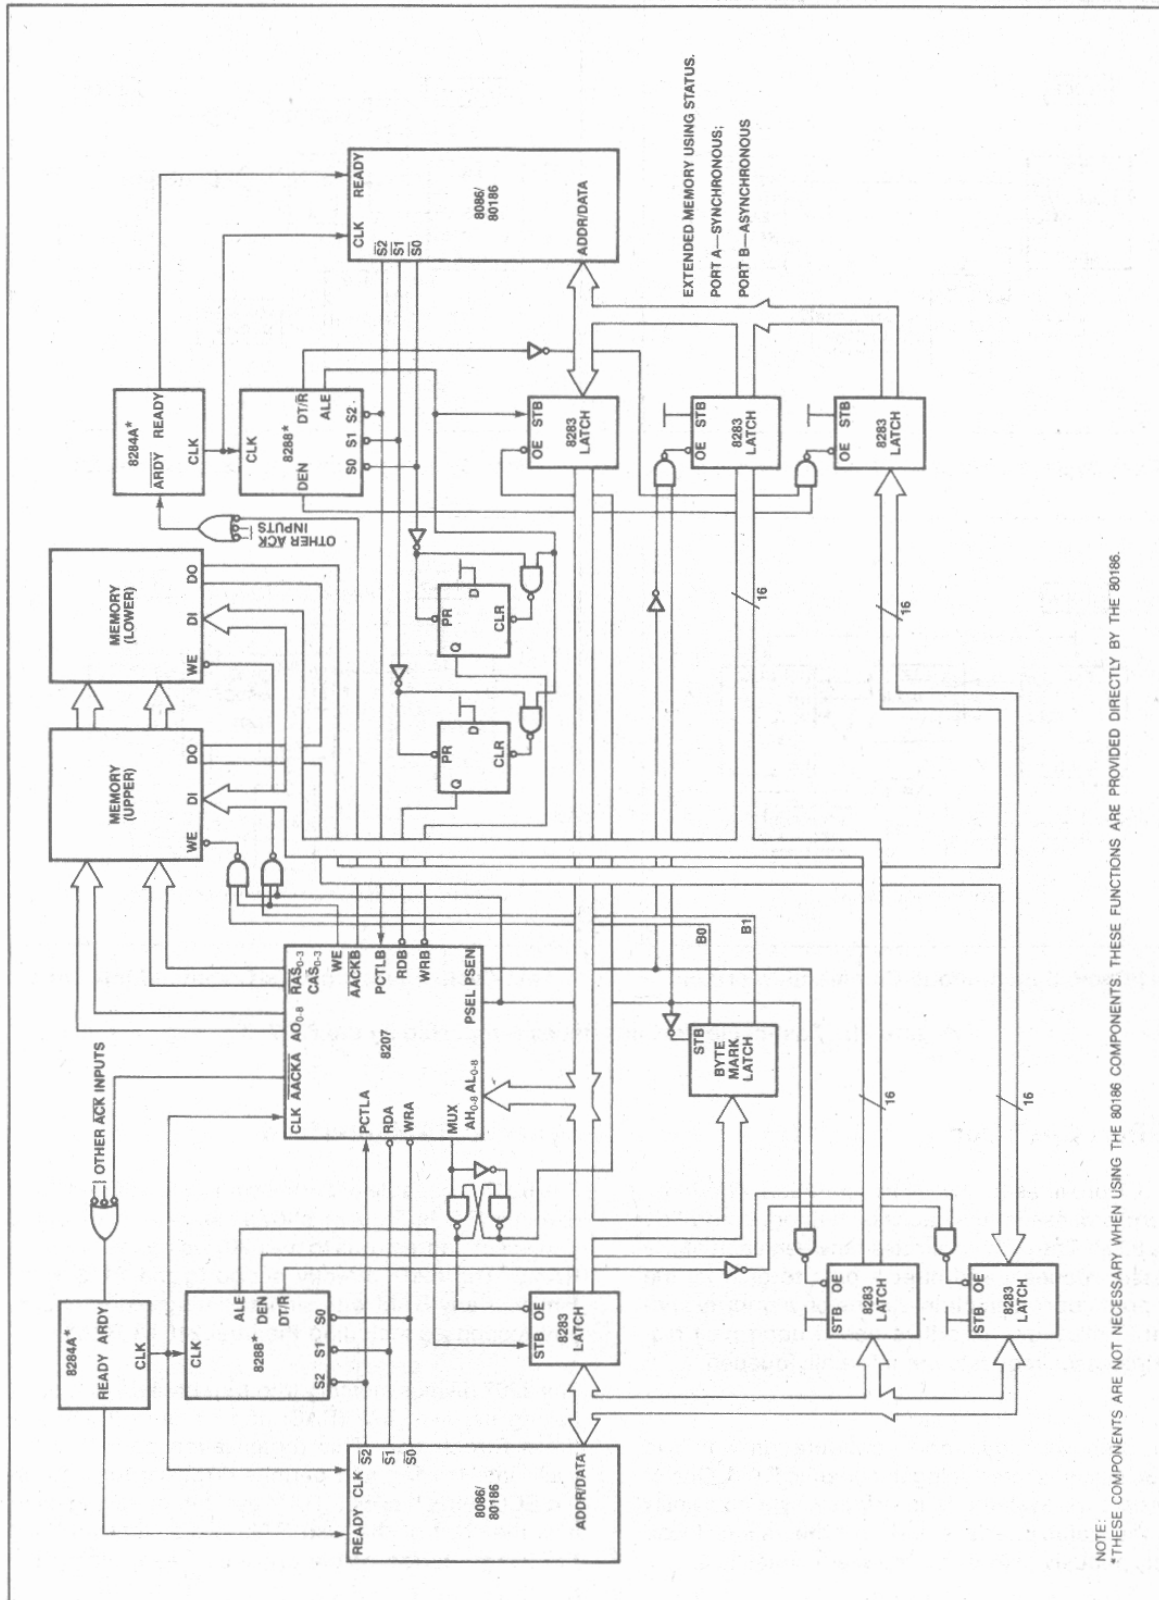 8284A*
READY ARDY
CLK
OTHER ACK INPUTS
CLK
8288*
ALE
DEN
DT/R
S2 S1 S0
READY CLK
S2
S1
S0
8086/
80186
ADDR/DATA
STB OE
8283
LATCH
STB OE
8283
LATCH
STB OE
8283
LATCH
16
16
CLK AACKA AO0-8 RAS0-3
CAS0-3
WE
AACKB
PCTLA
RDA
WRA
8207
PCTLB
RDB
WRB
MUX
AH0-8 AL0-8
PSEL PSEN
STB
BYTE
MARK
LATCH
B0
B1
MEMORY
(UPPER)
WE DI DO
MEMORY
(LOWER)
WE DI DO
PR
Q D
CLR
PR
Q D
CLR
OTHER ACK
INPUTS
8284A*
ARDY READY
CLK
CLK
8288*
DEN DT/R
ALE
S0 S1 S2
CLK READY
S2
S1
S0
8086/
80186
ADDR/DATA
OE STB
8283
LATCH
OE STB
8283
LATCH
OE STB
8283
LATCH
16
16
EXTENDED MEMORY USING STATUS.
PORT A—SYNCHRONOUS;
PORT B—ASYNCHRONOUS
NOTE:
*THESE COMPONENTS ARE NOT NECESSARY WHEN USING THE 80186 COMPONENTS. THESE FUNCTIONS ARE PROVIDED DIRECTLY BY THE 80186.